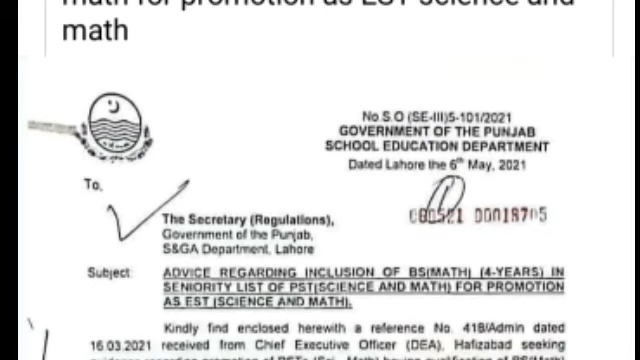 math for promotion as EST science and
math
No.S.O (SE-III)5-101/2021
GOVERNMENT OF THE PUNJAB
SCHOOL EDUCATION DEPARTMENT
Dated Lahore the 6th May, 2021
To,
The Secretary (Regulations),
Government of the Punjab,
S&GA Department, Lahore
Subject: ADVICE REGARDING INCLUSION OF BS(MATH) (4-YEARS) IN
SENIORITY LIST OF PST(SCIENCE AND MATH) FOR PROMOTION
AS EST (SCIENCE AND MATH).
Kindly find enclosed herewith a reference No. 418/Admin dated
16.03.2021 received from Chief Executive Officer (DEA), Hafizabad seeking